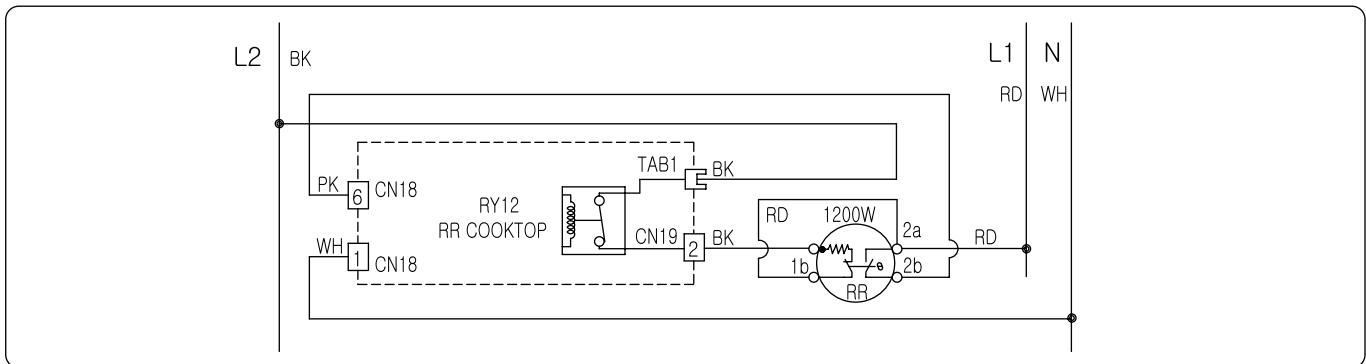 L2 BK L1 N
RD WH
TAB1 BK
PK 6 CN18
RY12
RR COOKTOP
RD 1200W
2a RD
WH 1 CN18
CN19 2 BK
1b θ 2b
RR